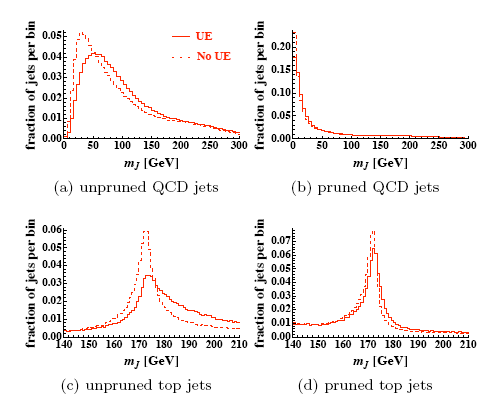 fraction of jets per bin
0.05
0.04
0.03
0.02
0.01
0.00
0 50 100 150 200 250 300
m_J [GeV]
UE
No UE
(a) unpruned QCD jets
fraction of jets per bin
0.20
0.15
0.10
0.05
0.00
0 50 100 150 200 250 300
m_J [GeV]
(b) pruned QCD jets
fraction of jets per bin
0.06
0.05
0.04
0.03
0.02
0.01
0.00
140 150 160 170 180 190 200 210
m_J [GeV]
(c) unpruned top jets
fraction of jets per bin
0.07
0.06
0.05
0.04
0.03
0.02
0.01
0.00
140 150 160 170 180 190 200 210
m_J [GeV]
(d) pruned top jets